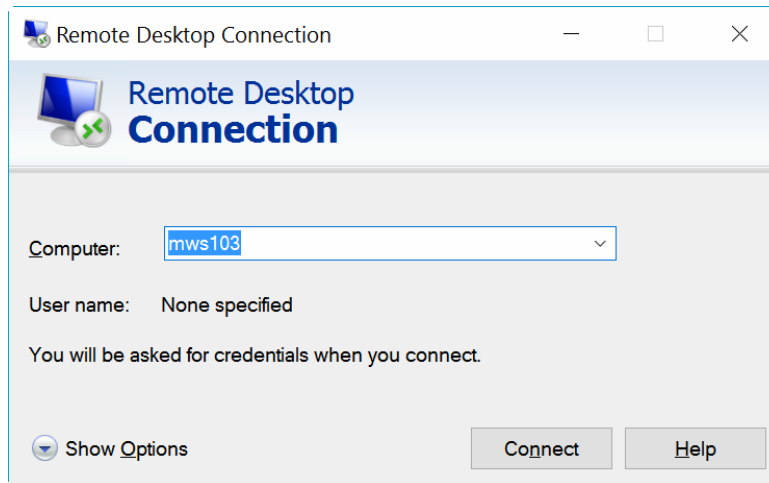 Remote Desktop Connection
Remote Desktop
Connection
Computer: mws103
User name: None specified
You will be asked for credentials when you connect.
Show Options Connect Help